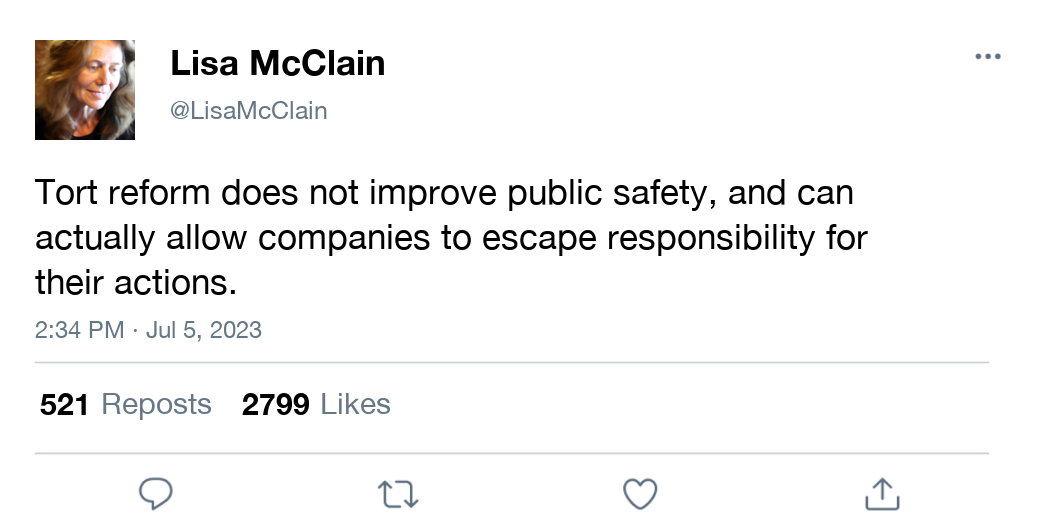 Lisa McClain
@LisaMcClain
Tort reform does not improve public safety, and can
actually allow companies to escape responsibility for
their actions.
2:34 PM · Jul 5, 2023
521 Reposts 2799 Likes